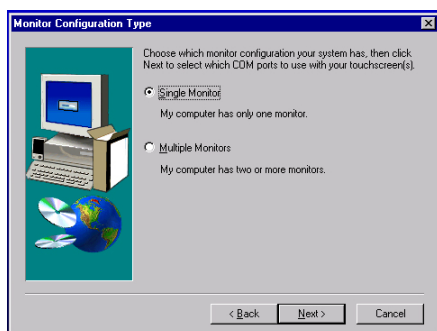 Monitor Configuration Type
Choose which monitor configuration your system has, then click
Next to select which COM ports to use with your touchscreen(s).
Single Monitor
My computer has only one monitor.
Multiple Monitors
My computer has two or more monitors.
< Back
Next >
Cancel